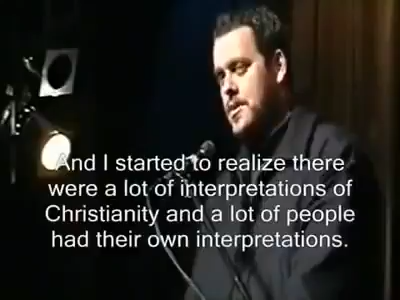 And I started to realize there
were a lot of interpretations of
Christianity and a lot of people
had their own interpretations.